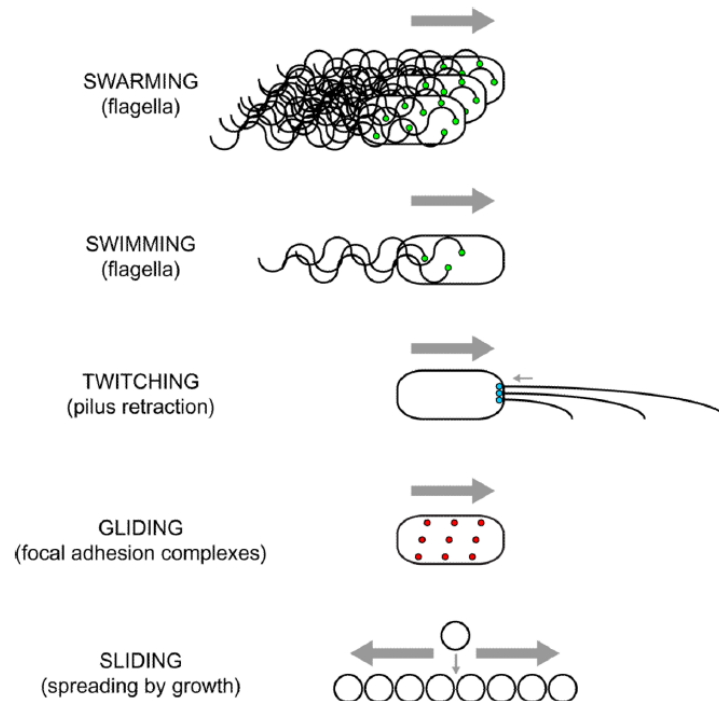 SWARMING
(flagella)
SWIMMING
(flagella)
TWITCHING
(pilus retraction)
GLIDING
(focal adhesion complexes)
SLIDING
(spreading by growth)